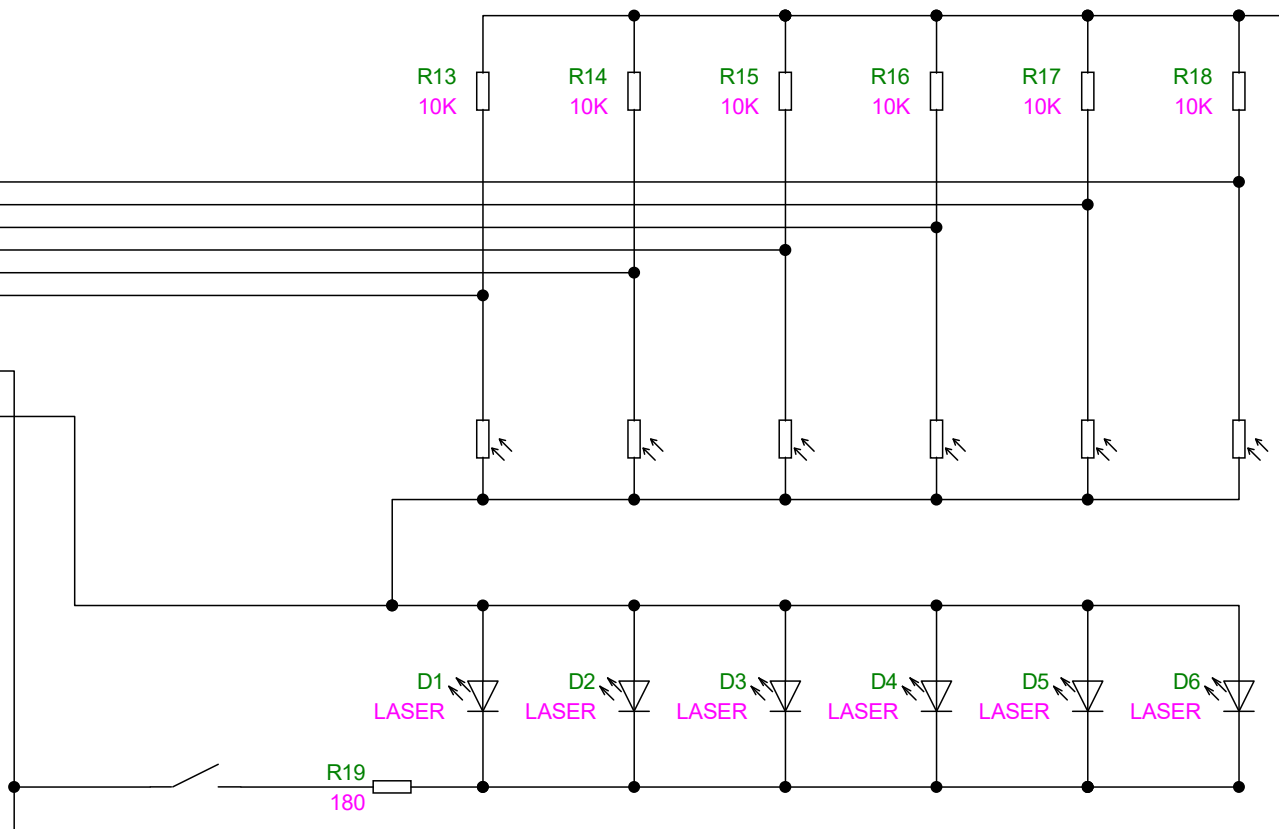 R13 R14 R15 R16 R17 R18
10K 10K 10K 10K 10K 10K
D1 D2 D3 D4 D5 D6
LASER LASER LASER LASER LASER LASER
R19
180